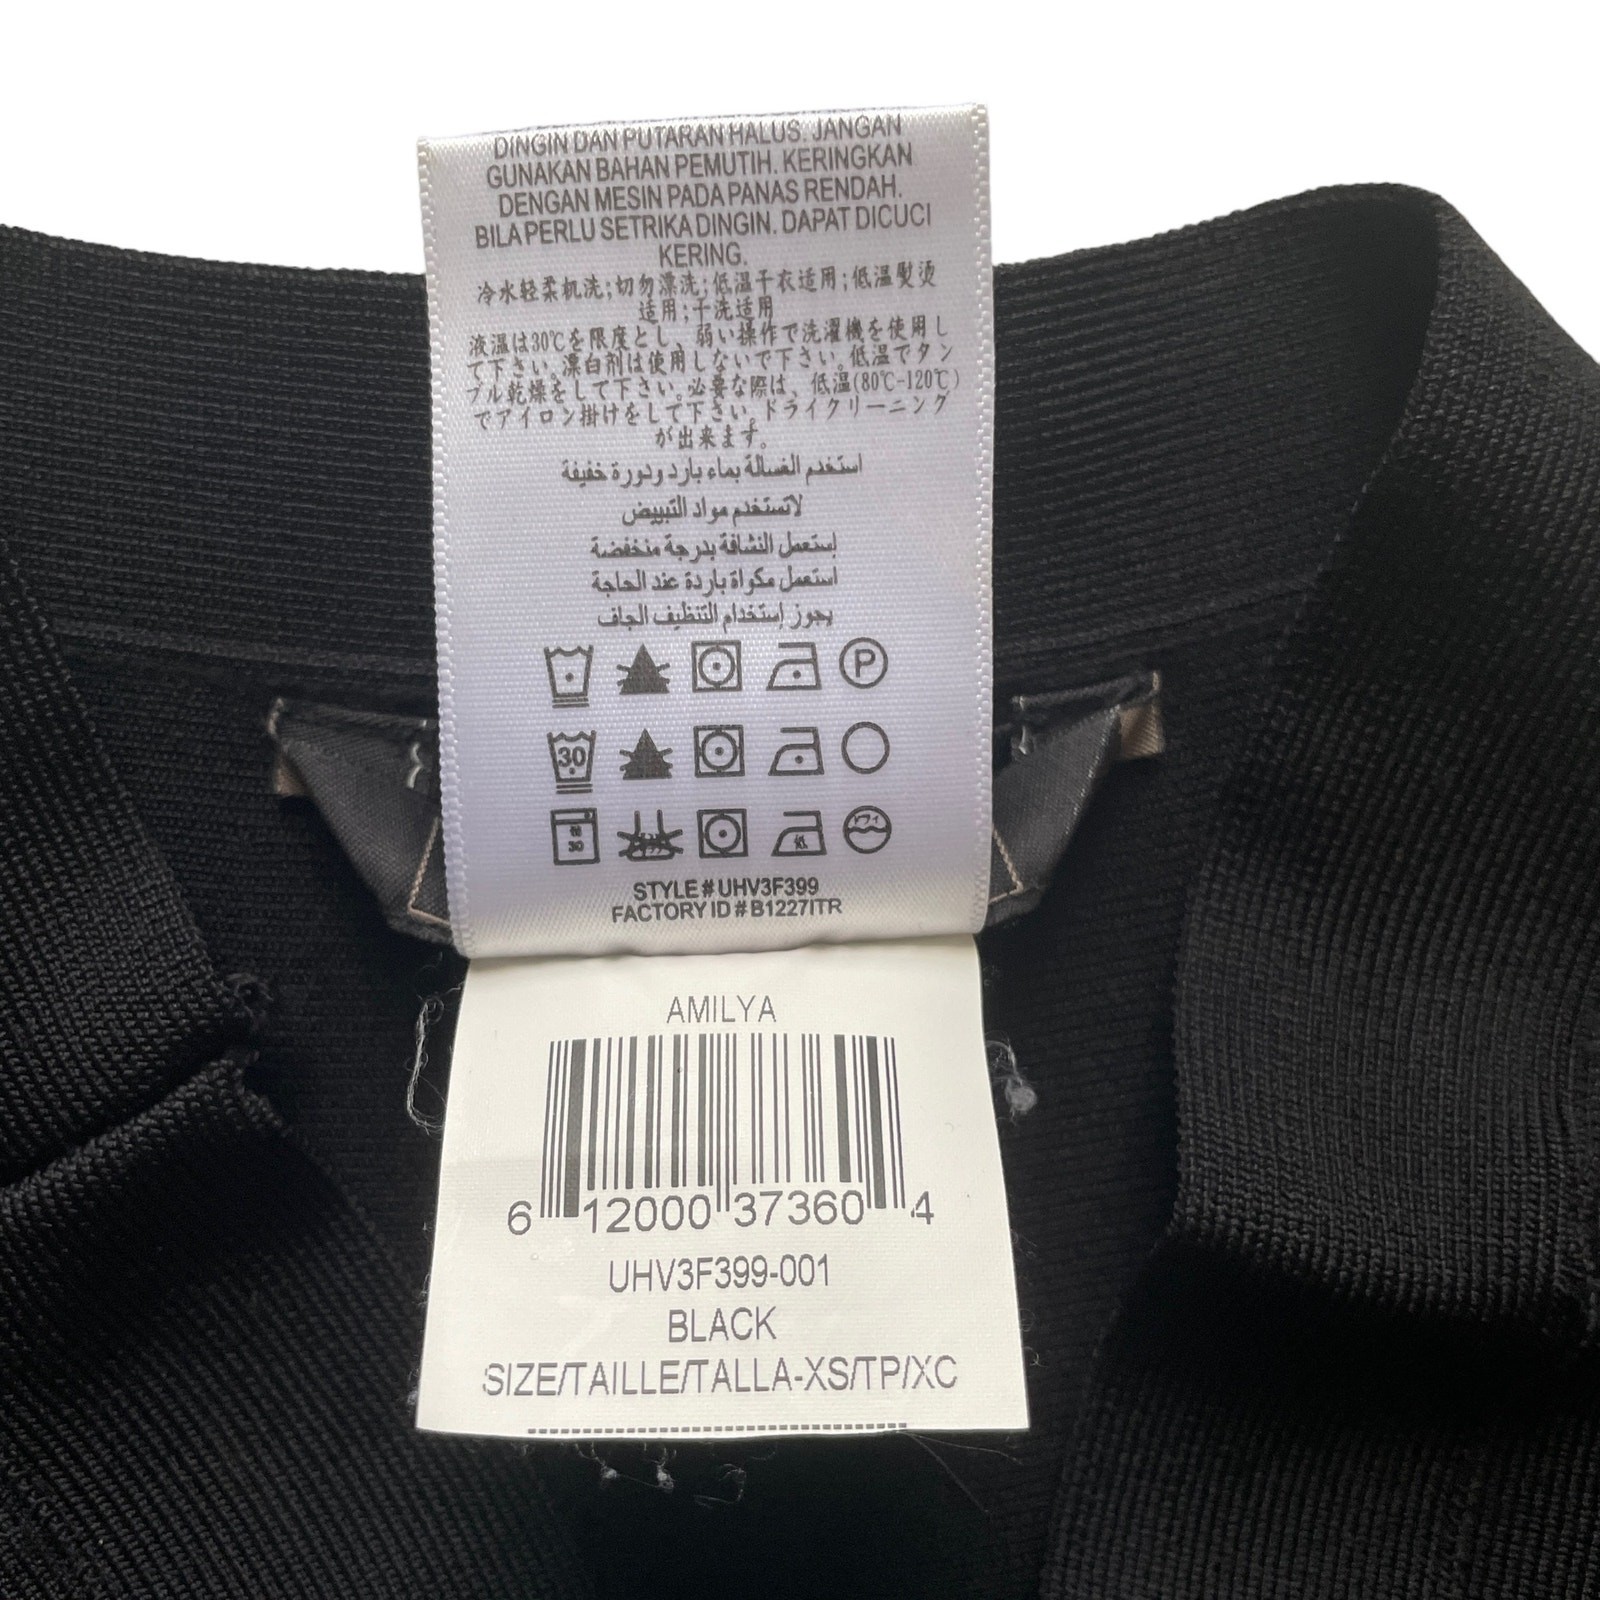 DINGIN DAN PUTARAN HALUS. JANGAN
GUNAKAN BAHAN PEMUTIH. KERINGKAN
DENGAN MESIN PADA PANAS RENDAH.
BILA PERLU SETRIKA DINGIN. DAPAT DICUCI
KERING.
冷水轻柔机洗;切勿漂洗;低温干衣适用;低温熨烫
适用;干洗适用
液温は30℃を限度とし、弱い操作で洗濯機を使用し
て下さい。漂白剤は使用しないで下さい。低温でタン
ブル乾燥をして下さい。必要な際は、低温(80℃-120℃)
でアイロン掛けをして下さい。ドライクリーニング
が出来ます。
استخدم الغسالة بماء بارد ودورة خفيفة
لاتستخدم مواد التبييض
إستعمل النشافة بدرجة منخفضة
استعمل مكواة باردة عند الحاجة
يجوز إستخدام التنظيف الجاف
P
30
30 低 ドライ
STYLE # UHV3F399
FACTORY ID # B1227ITR
AMILYA
6 12000 37360 4
UHV3F399-001
BLACK
SIZE/TAILLE/TALLA-XS/TP/XC